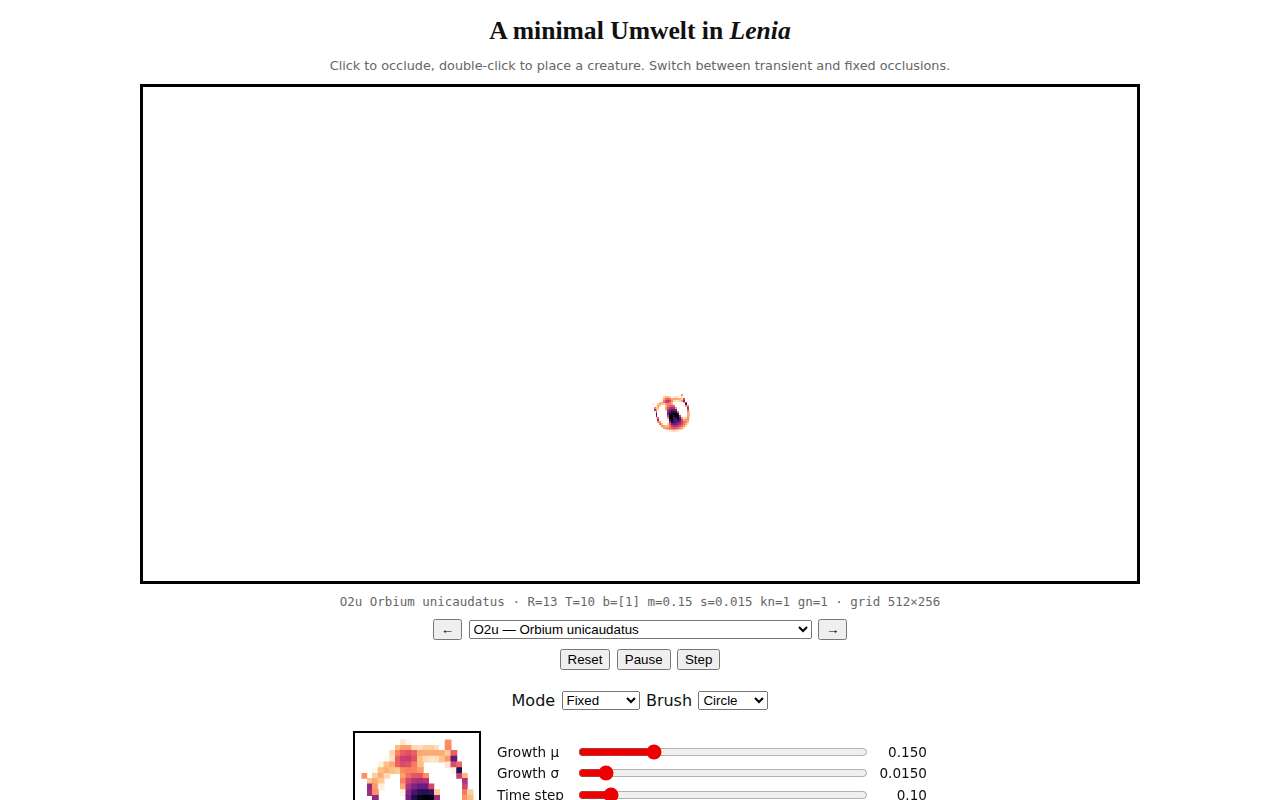 A minimal Umwelt in Lenia
Click to occlude, double-click to place a creature. Switch between transient and fixed occlusions.
O2u Orbium unicaudatus · R=13 T=10 b=[1] m=0.15 s=0.015 kn=1 gn=1 · grid 512×256
← O2u — Orbium unicaudatus →
Reset Pause Step
Mode Fixed Brush Circle
Growth μ 0.150
Growth σ 0.0150
Time step 0.10